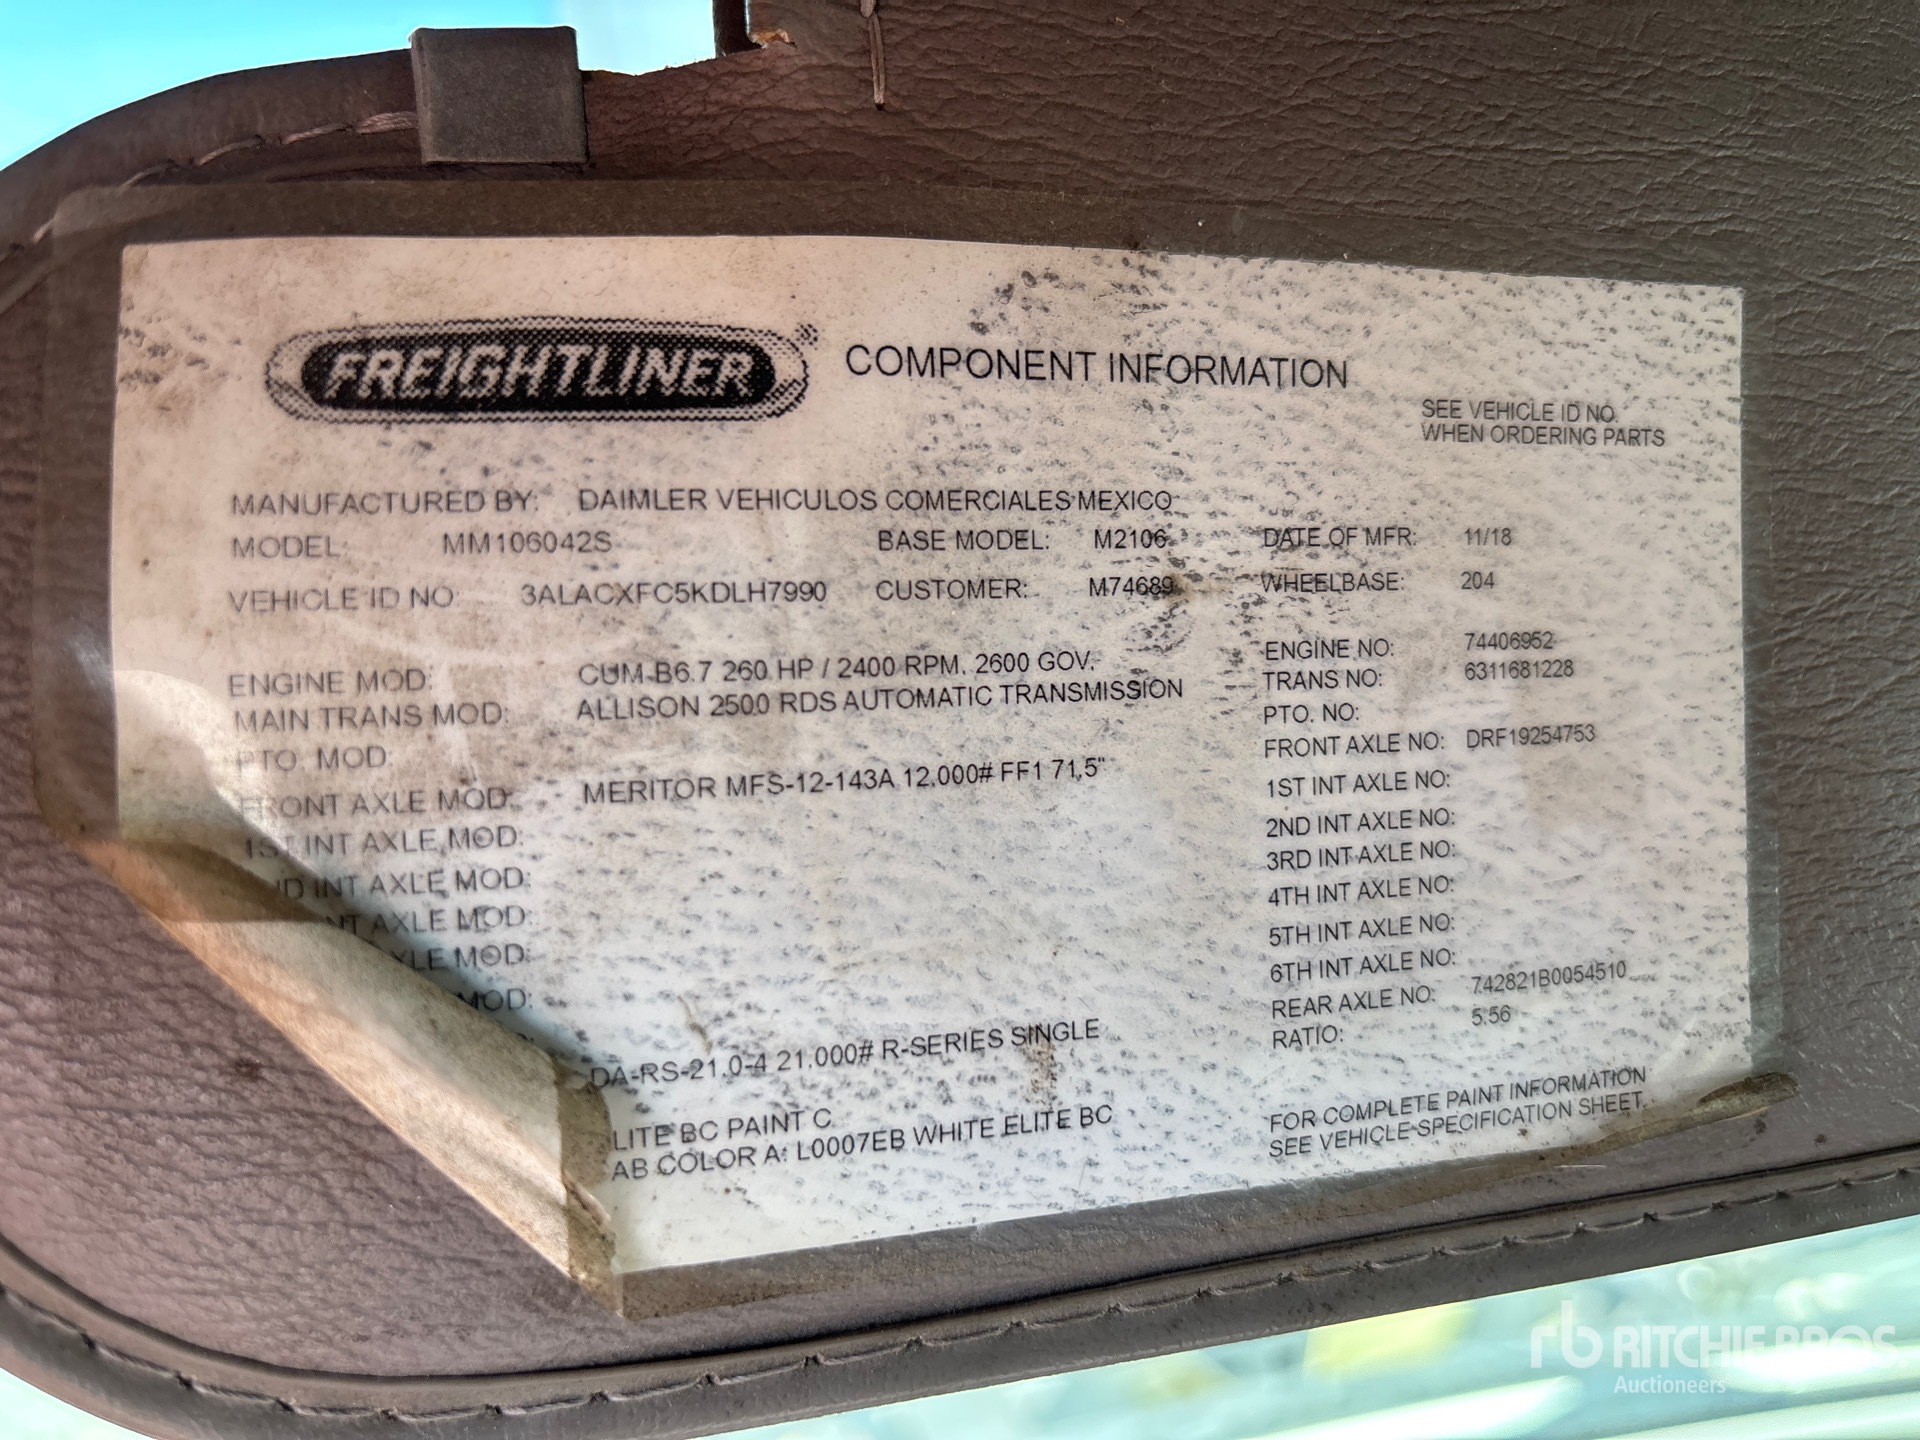 FREIGHTLINER ® COMPONENT INFORMATION
SEE VEHICLE ID NO.
WHEN ORDERING PARTS
MANUFACTURED BY: DAIMLER VEHICULOS COMERCIALES MEXICO
MODEL: MM106042S BASE MODEL: M2106 DATE OF MFR: 11/18
VEHICLE ID NO 3ALACXFC5KDLH7990 CUSTOMER: M74689 WHEELBASE: 204
ENGINE MOD: CUM-B6.7 260 HP / 2400 RPM, 2600 GOV. ENGINE NO: 74406952
MAIN TRANS MOD: ALLISON 2500 RDS AUTOMATIC TRANSMISSION TRANS NO: 6311681228
PTO. MOD: PTO. NO:
FRONT AXLE MOD: MERITOR MFS-12-143A 12,000# FF1 71.5" FRONT AXLE NO: DRF19254753
1ST INT AXLE MOD: 1ST INT AXLE NO:
ND INT AXLE MOD: 2ND INT AXLE NO:
NT AXLE MOD: 3RD INT AXLE NO:
XLE MOD: 4TH INT AXLE NO:
MOD: 5TH INT AXLE NO:
6TH INT AXLE NO:
DA-RS-21.0-4 21,000# R-SERIES SINGLE REAR AXLE NO: 742821B0054510
RATIO: 5.56
LITE BC PAINT C
AB COLOR A: L0007EB WHITE ELITE BC
FOR COMPLETE PAINT INFORMATION
SEE VEHICLE SPECIFICATION SHEET.
rb RITCHIE BROS.
Auctioneers